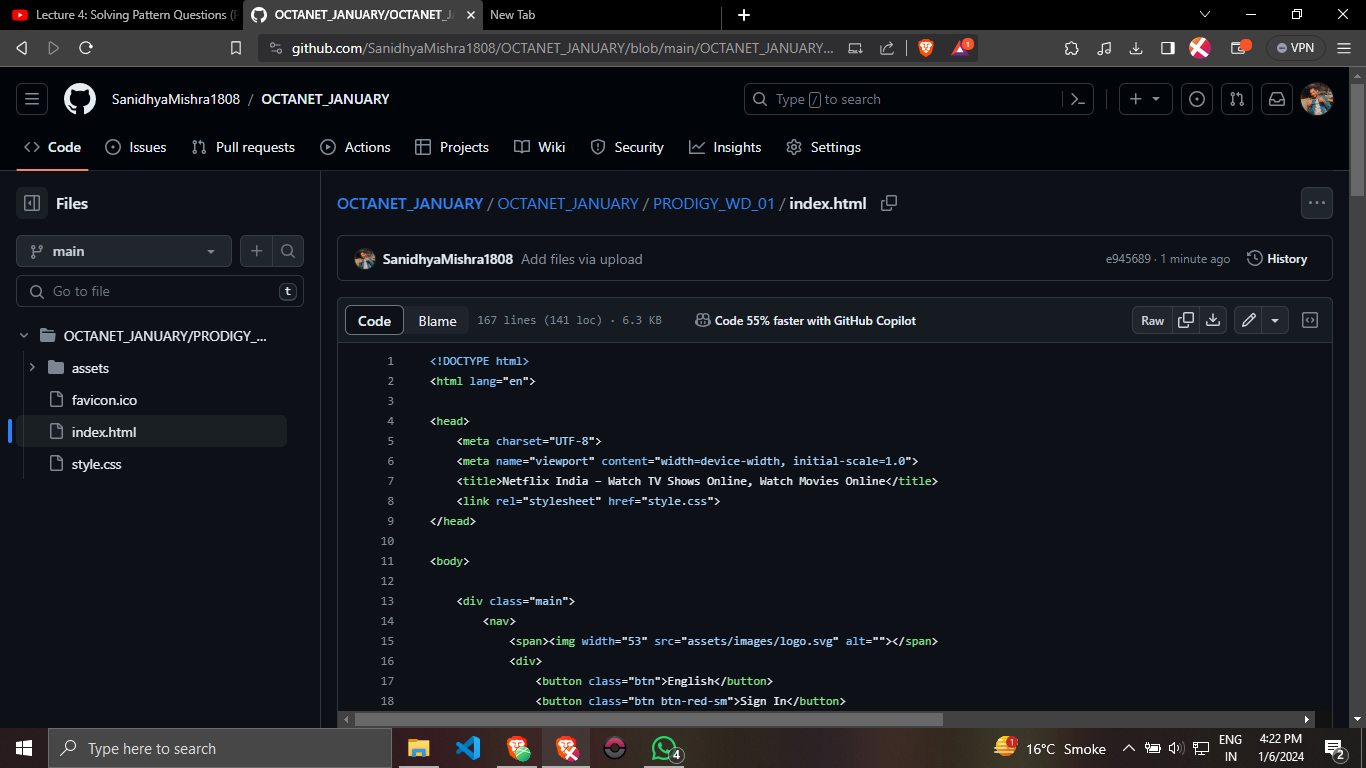 Lecture 4: Solving Pattern Questions (
OCTANET_JANUARY/OCTANET_J
New Tab
github.com/SanidhyaMishra1808/OCTANET_JANUARY/blob/main/OCTANET_JANUARY...
1
VPN
SanidhyaMishra1808 / OCTANET_JANUARY
Type / to search
Code
Issues
Pull requests
Actions
Projects
Wiki
Security
Insights
Settings
Files
main
Go to file
t
OCTANET_JANUARY/PRODIGY_...
assets
favicon.ico
index.html
style.css
OCTANET_JANUARY / OCTANET_JANUARY / PRODIGY_WD_01 / index.html
SanidhyaMishra1808 Add files via upload
e945689 · 1 minute ago
History
Code
Blame
167 lines (141 loc) · 6.3 KB
Code 55% faster with GitHub Copilot
Raw
1 <!DOCTYPE html>
2 <html lang="en">
3
4 <head>
5 <meta charset="UTF-8">
6 <meta name="viewport" content="width=device-width, initial-scale=1.0">
7 <title>Netflix India – Watch TV Shows Online, Watch Movies Online</title>
8 <link rel="stylesheet" href="style.css">
9 </head>
10
11 <body>
12
13 <div class="main">
14 <nav>
15 <span><img width="53" src="assets/images/logo.svg" alt=""></span>
16 <div>
17 <button class="btn">English</button>
18 <button class="btn btn-red-sm">Sign In</button>
Type here to search
4
1
16°C Smoke
ENG
IN
4:22 PM
1/6/2024
2